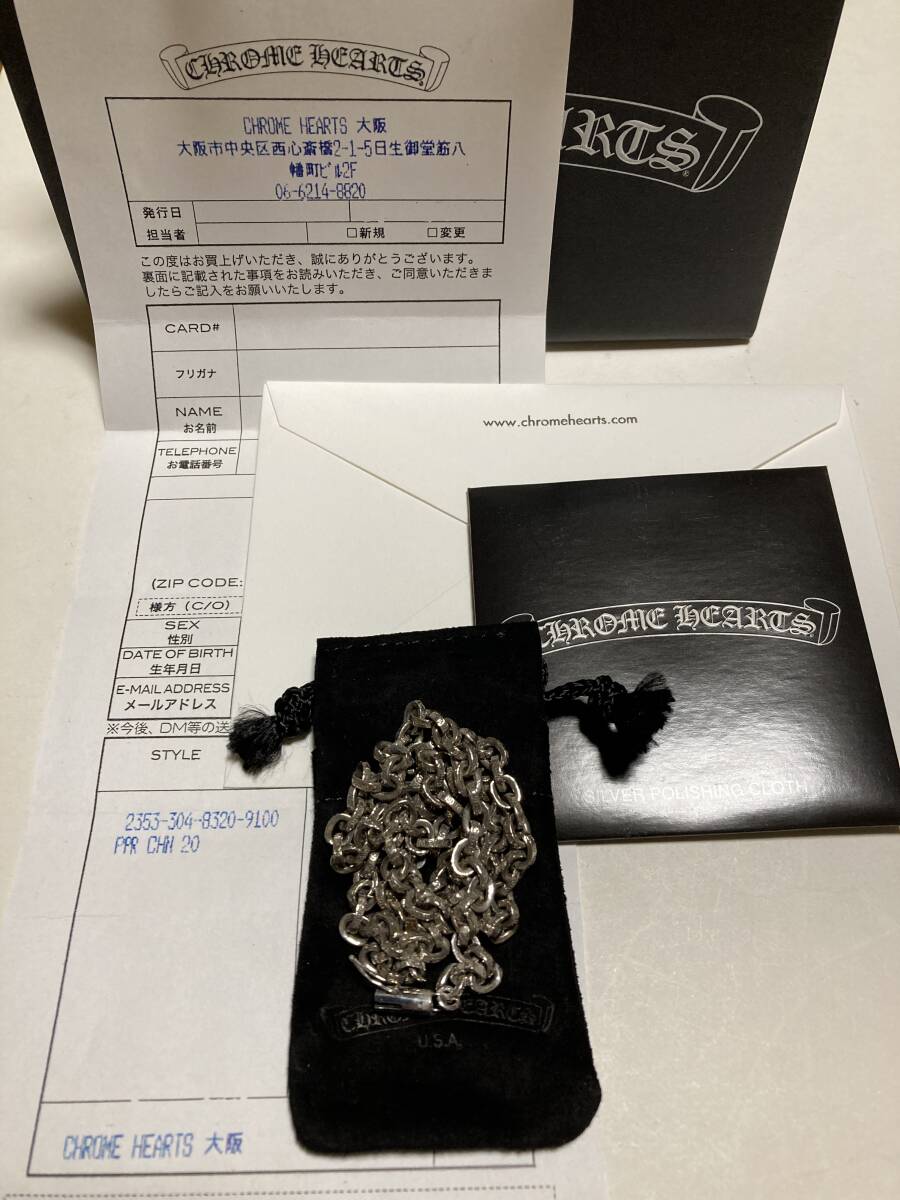 CHROME HEARTS
CHROME HEARTS 大阪
大阪市中央区西心斎橋2-1-5日生御堂筋八
幡町ビル2F
06-6214-8820
発行日
担当者
□新規 □変更
この度はお買上げいただき、誠にありがとうございます。
裏面に記載された事項をお読みいただき、ご同意いただきま
したらご記入をお願いいたします。
CARD#
フリガナ
NAME
お名前
TELEPHONE
お電話番号
(ZIP CODE:
様方 (C/O)
SEX
性別
DATE OF BIRTH
生年月日
E-MAIL ADDRESS
メールアドレス
※今後、DM等の送
STYLE
2353-304-8320-9100
PPR CHN 20
CHROME HEARTS 大阪
ARTS
www.chromehearts.com
CHROME HEARTS
SILVER POLISHING CLOTH
CHROME HEARTS
U.S.A.